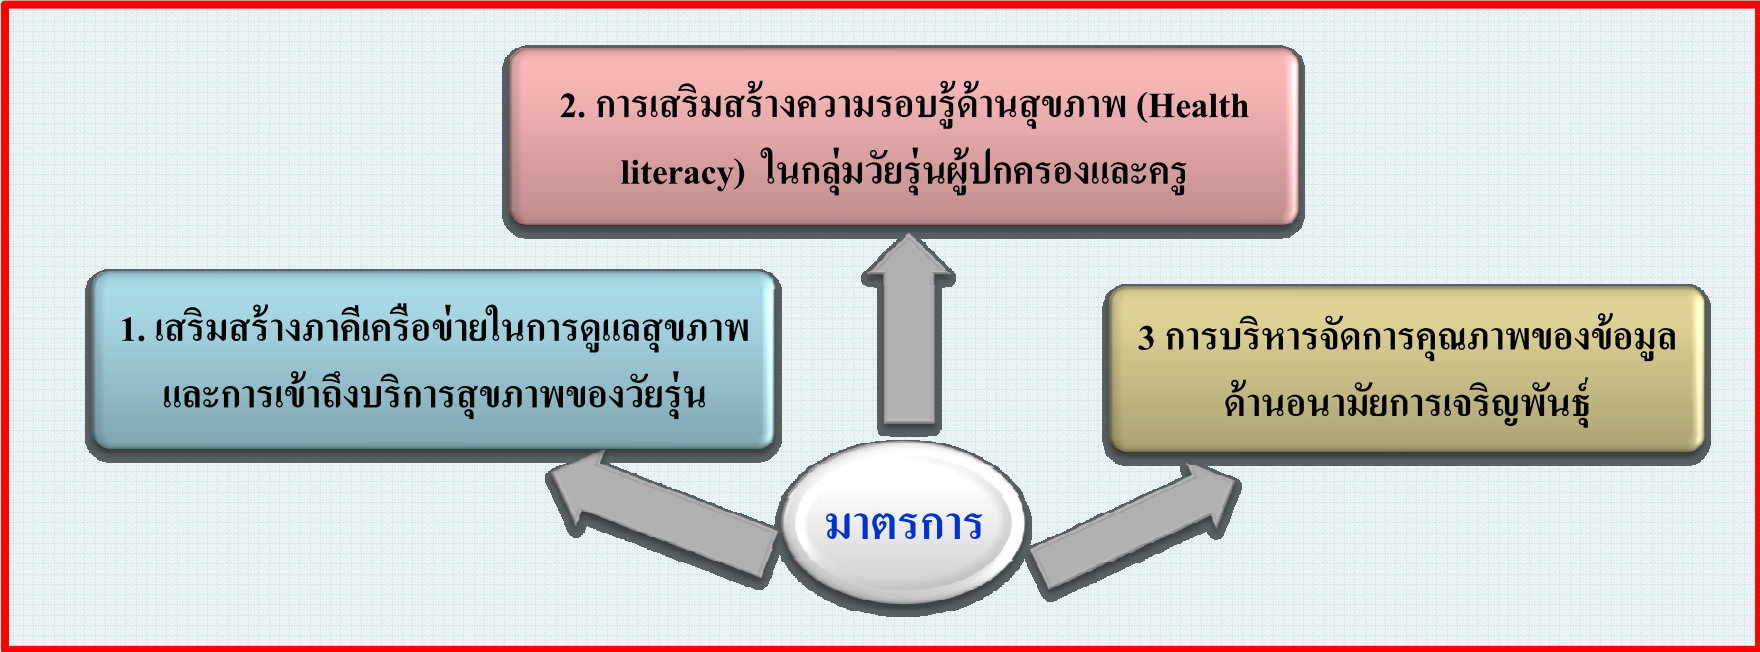 2. การเสริมสร้างความรอบรู้ด้านสุขภาพ (Health
literacy) ในกลุ่มวัยรุ่นผู้ปกครองและครู
1. เสริมสร้างภาคีเครือข่ายในการดูแลสุขภาพ
และการเข้าถึงบริการสุขภาพของวัยรุ่น
3 การบริหารจัดการคุณภาพของข้อมูล
ด้านอนามัยการเจริญพันธุ์
มาตรการ